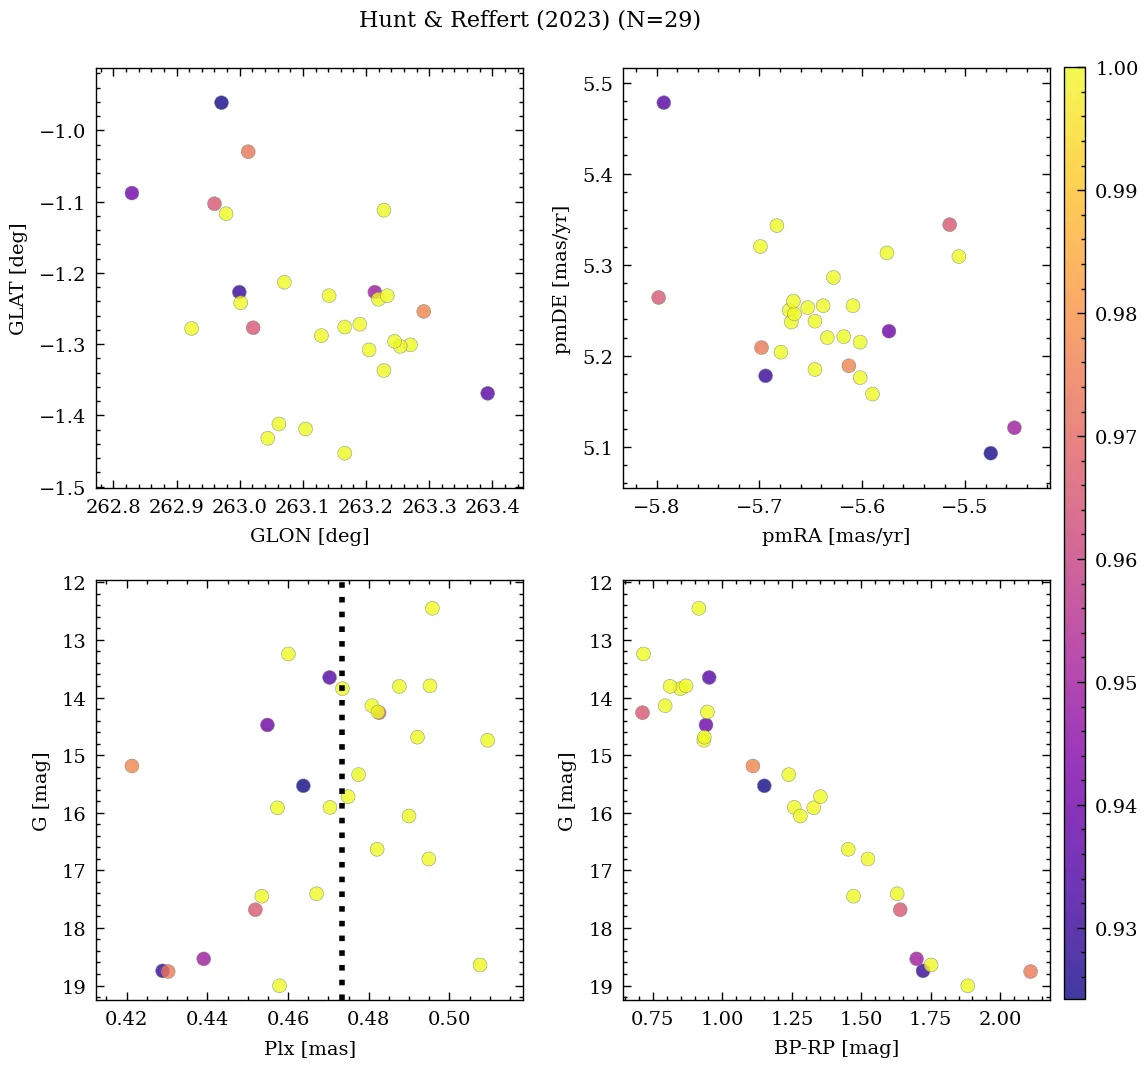 Hunt & Reffert (2023) (N=29)
−1.0
−1.1
−1.2
−1.3
−1.4
−1.5
GLAT [deg]
262.8 262.9 263.0 263.1 263.2 263.3 263.4
GLON [deg]
5.5
5.4
5.3
5.2
5.1
pmDE [mas/yr]
−5.8 −5.7 −5.6 −5.5
pmRA [mas/yr]
12
13
14
15
16
17
18
19
G [mag]
0.42 0.44 0.46 0.48 0.50
Plx [mas]
12
13
14
15
16
17
18
19
G [mag]
0.75 1.00 1.25 1.50 1.75 2.00
BP-RP [mag]
1.00
0.99
0.98
0.97
0.96
0.95
0.94
0.93